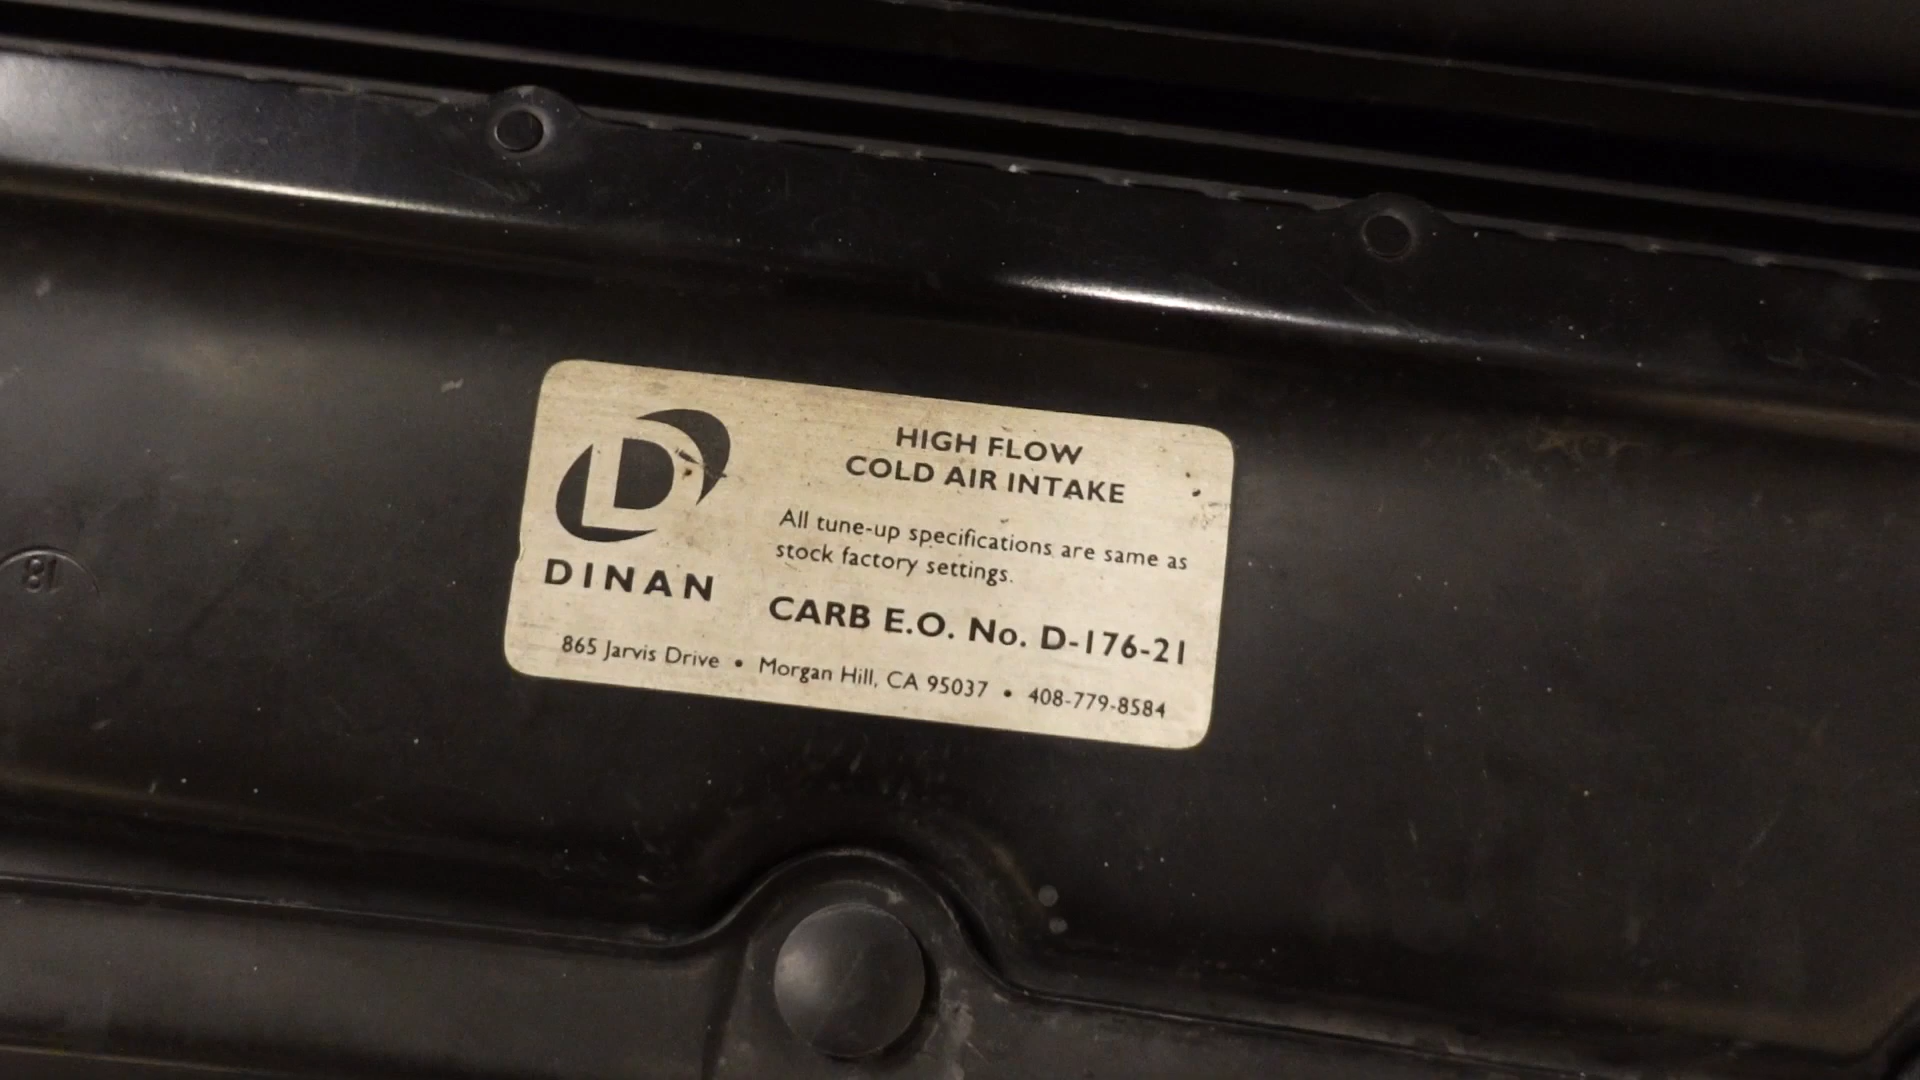 D
DINAN
HIGH FLOW
COLD AIR INTAKE
All tune-up specifications are same as
stock factory settings.
CARB E.O. No. D-176-21
865 Jarvis Drive • Morgan Hill, CA 95037 • 408-779-8584
18